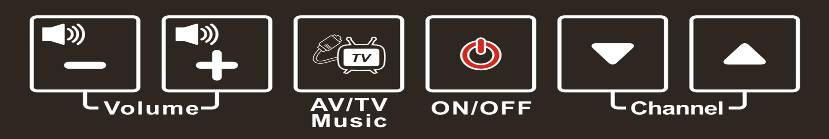 TV
Volume
AV/TV
Music
ON/OFF
Channel